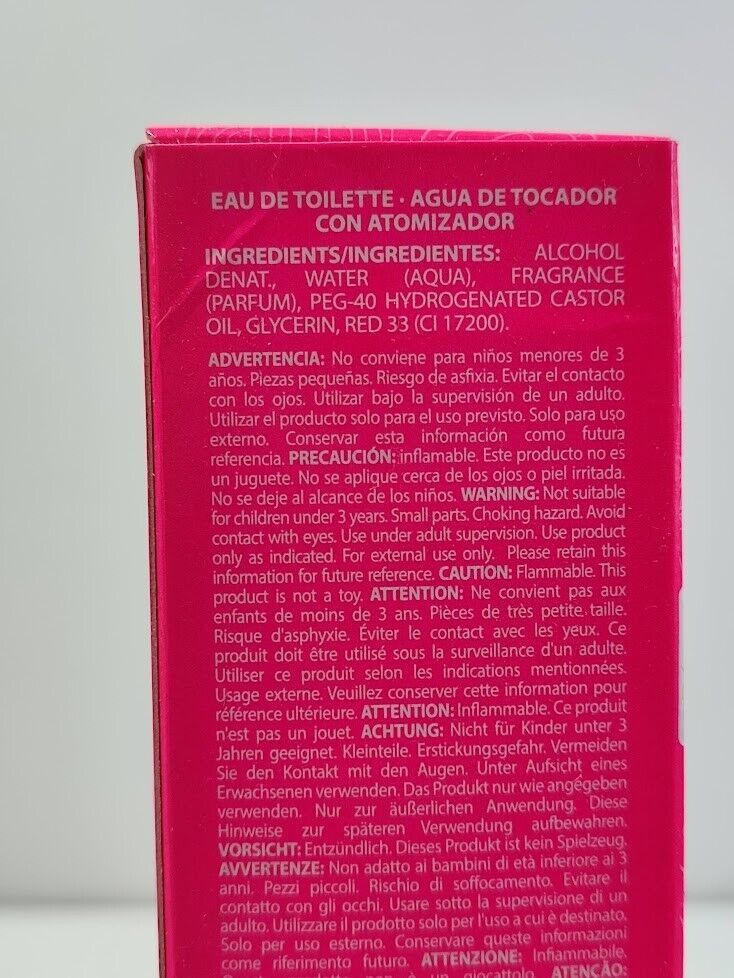 EAU DE TOILETTE · AGUA DE TOCADOR
CON ATOMIZADOR
INGREDIENTS/INGREDIENTES: ALCOHOL
DENAT., WATER (AQUA), FRAGRANCE
(PARFUM), PEG-40 HYDROGENATED CASTOR
OIL, GLYCERIN, RED 33 (CI 17200).
ADVERTENCIA: No conviene para niños menores de 3
años. Piezas pequeñas. Riesgo de asfixia. Evitar el contacto
con los ojos. Utilizar bajo la supervisión de un adulto.
Utilizar el producto solo para el uso previsto. Solo para uso
externo. Conservar esta información como futura
referencia. PRECAUCIÓN: inflamable. Este producto no es
un juguete. No se aplique cerca de los ojos o piel irritada.
No se deje al alcance de los niños. WARNING: Not suitable
for children under 3 years. Small parts. Choking hazard. Avoid
contact with eyes. Use under adult supervision. Use product
only as indicated. For external use only. Please retain this
information for future reference. CAUTION: Flammable. This
product is not a toy. ATTENTION: Ne convient pas aux
enfants de moins de 3 ans. Pièces de très petite taille.
Risque d'asphyxie. Éviter le contact avec les yeux. Ce
produit doit être utilisé sous la surveillance d'un adulte.
Utiliser ce produit selon les indications mentionnées.
Usage externe. Veuillez conserver cette information pour
référence ultérieure. ATTENTION: Inflammable. Ce produit
n'est pas un jouet. ACHTUNG: Nicht für Kinder unter 3
Jahren geeignet. Kleinteile. Erstickungsgefahr. Vermeiden
Sie den Kontakt mit den Augen. Unter Aufsicht eines
Erwachsenen verwenden. Das Produkt nur wie angegeben
verwenden. Nur zur äußerlichen Anwendung. Diese
Hinweise zur späteren Verwendung aufbewahren.
VORSICHT: Entzündlich. Dieses Produkt ist kein Spielzeug.
AVVERTENZE: Non adatto ai bambini di età inferiore ai 3
anni. Pezzi piccoli. Rischio di soffocamento. Evitare il
contatto con gli occhi. Usare sotto la supervisione di un
adulto. Utilizzare il prodotto solo per l'uso a cui è destinato.
Solo per uso esterno. Conservare queste informazioni
come riferimento futuro. ATTENZIONE: Infiammabile.
non è un giocattolo. ATENÇÃO: